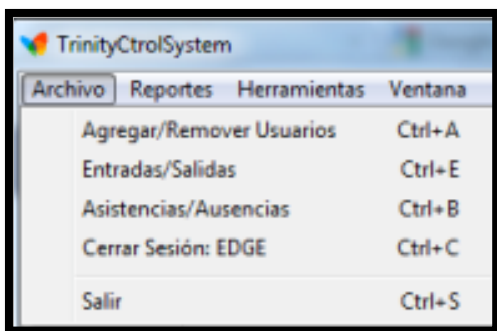 TrinityCtrolSystem
Archivo Reportes Herramientas Ventana
Agregar/Remover Usuarios Ctrl+A
Entradas/Salidas Ctrl+E
Asistencias/Ausencias Ctrl+B
Cerrar Sesión: EDGE Ctrl+C
Salir Ctrl+S